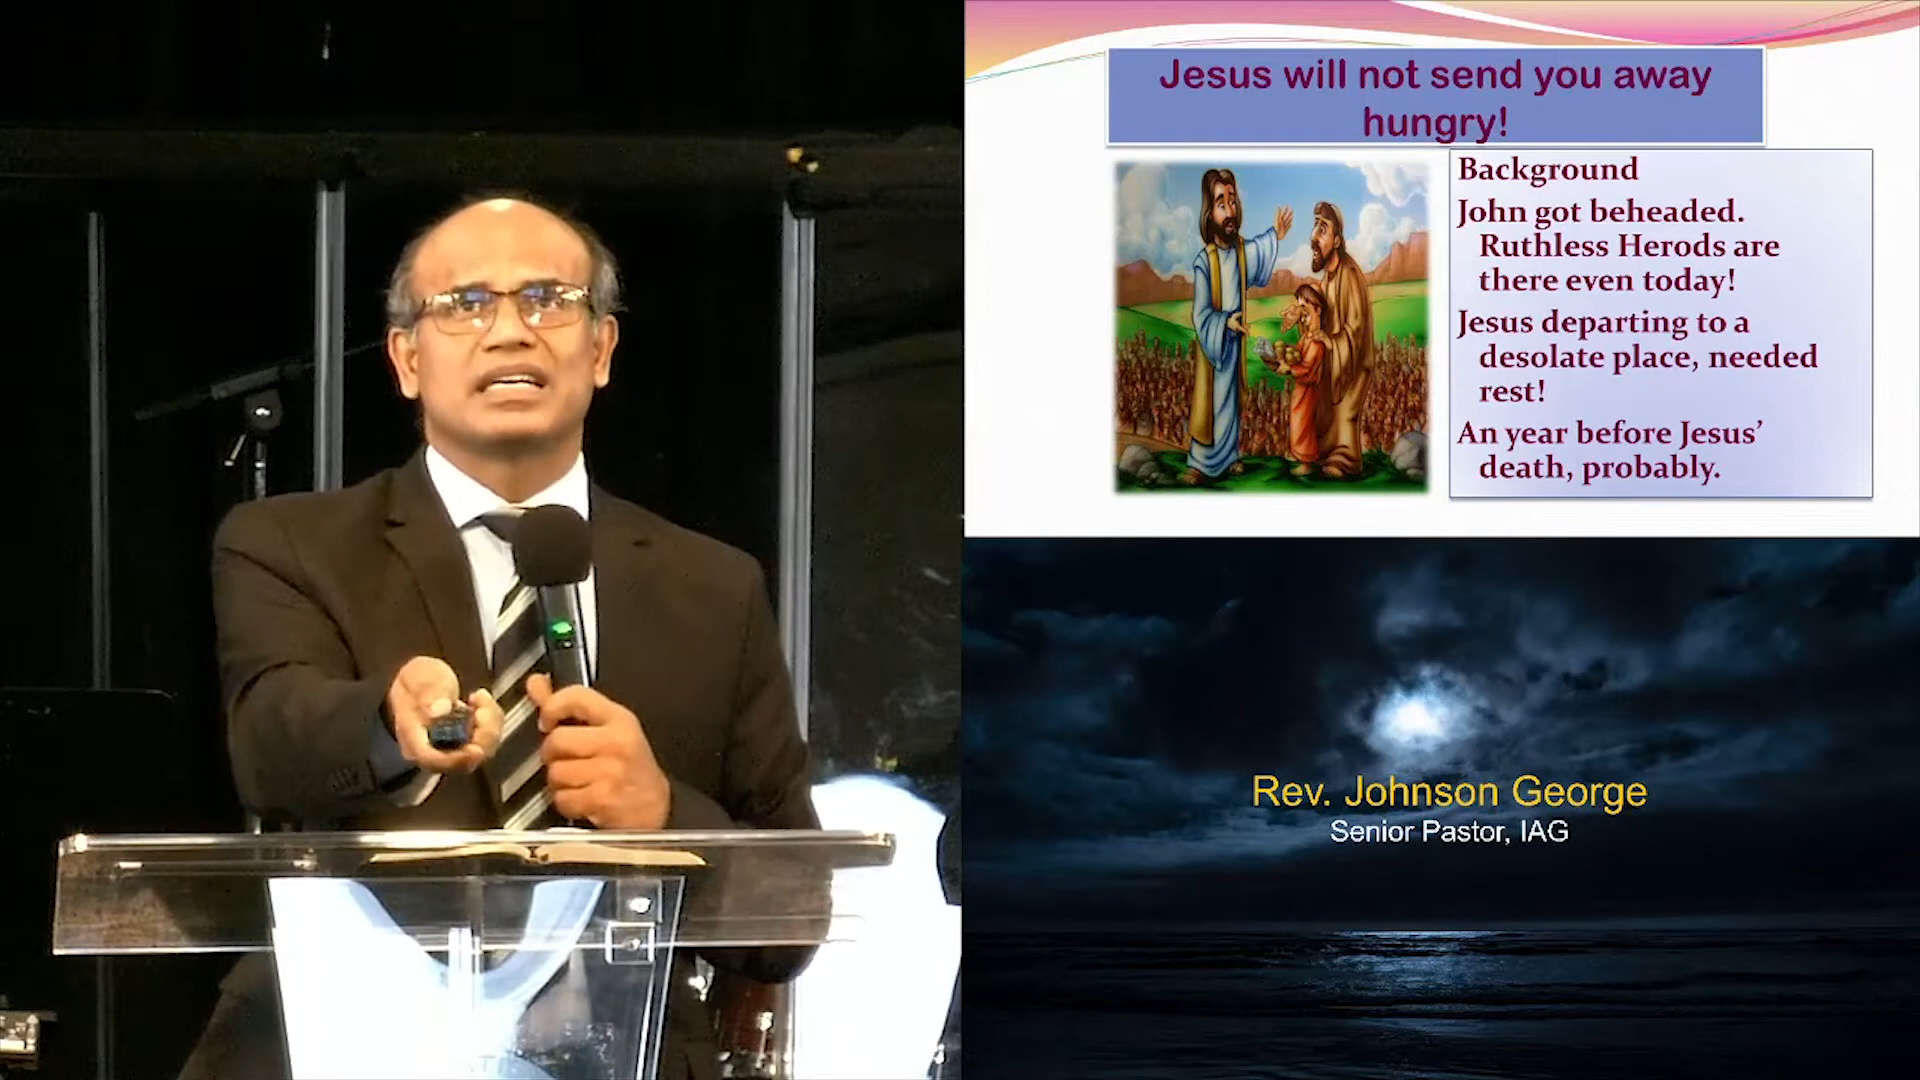 Jesus will not send you away
hungry!
Background
John got beheaded.
Ruthless Herods are
there even today!
Jesus departing to a
desolate place, needed
rest!
An year before Jesus’
death, probably.
Rev. Johnson George
Senior Pastor, IAG